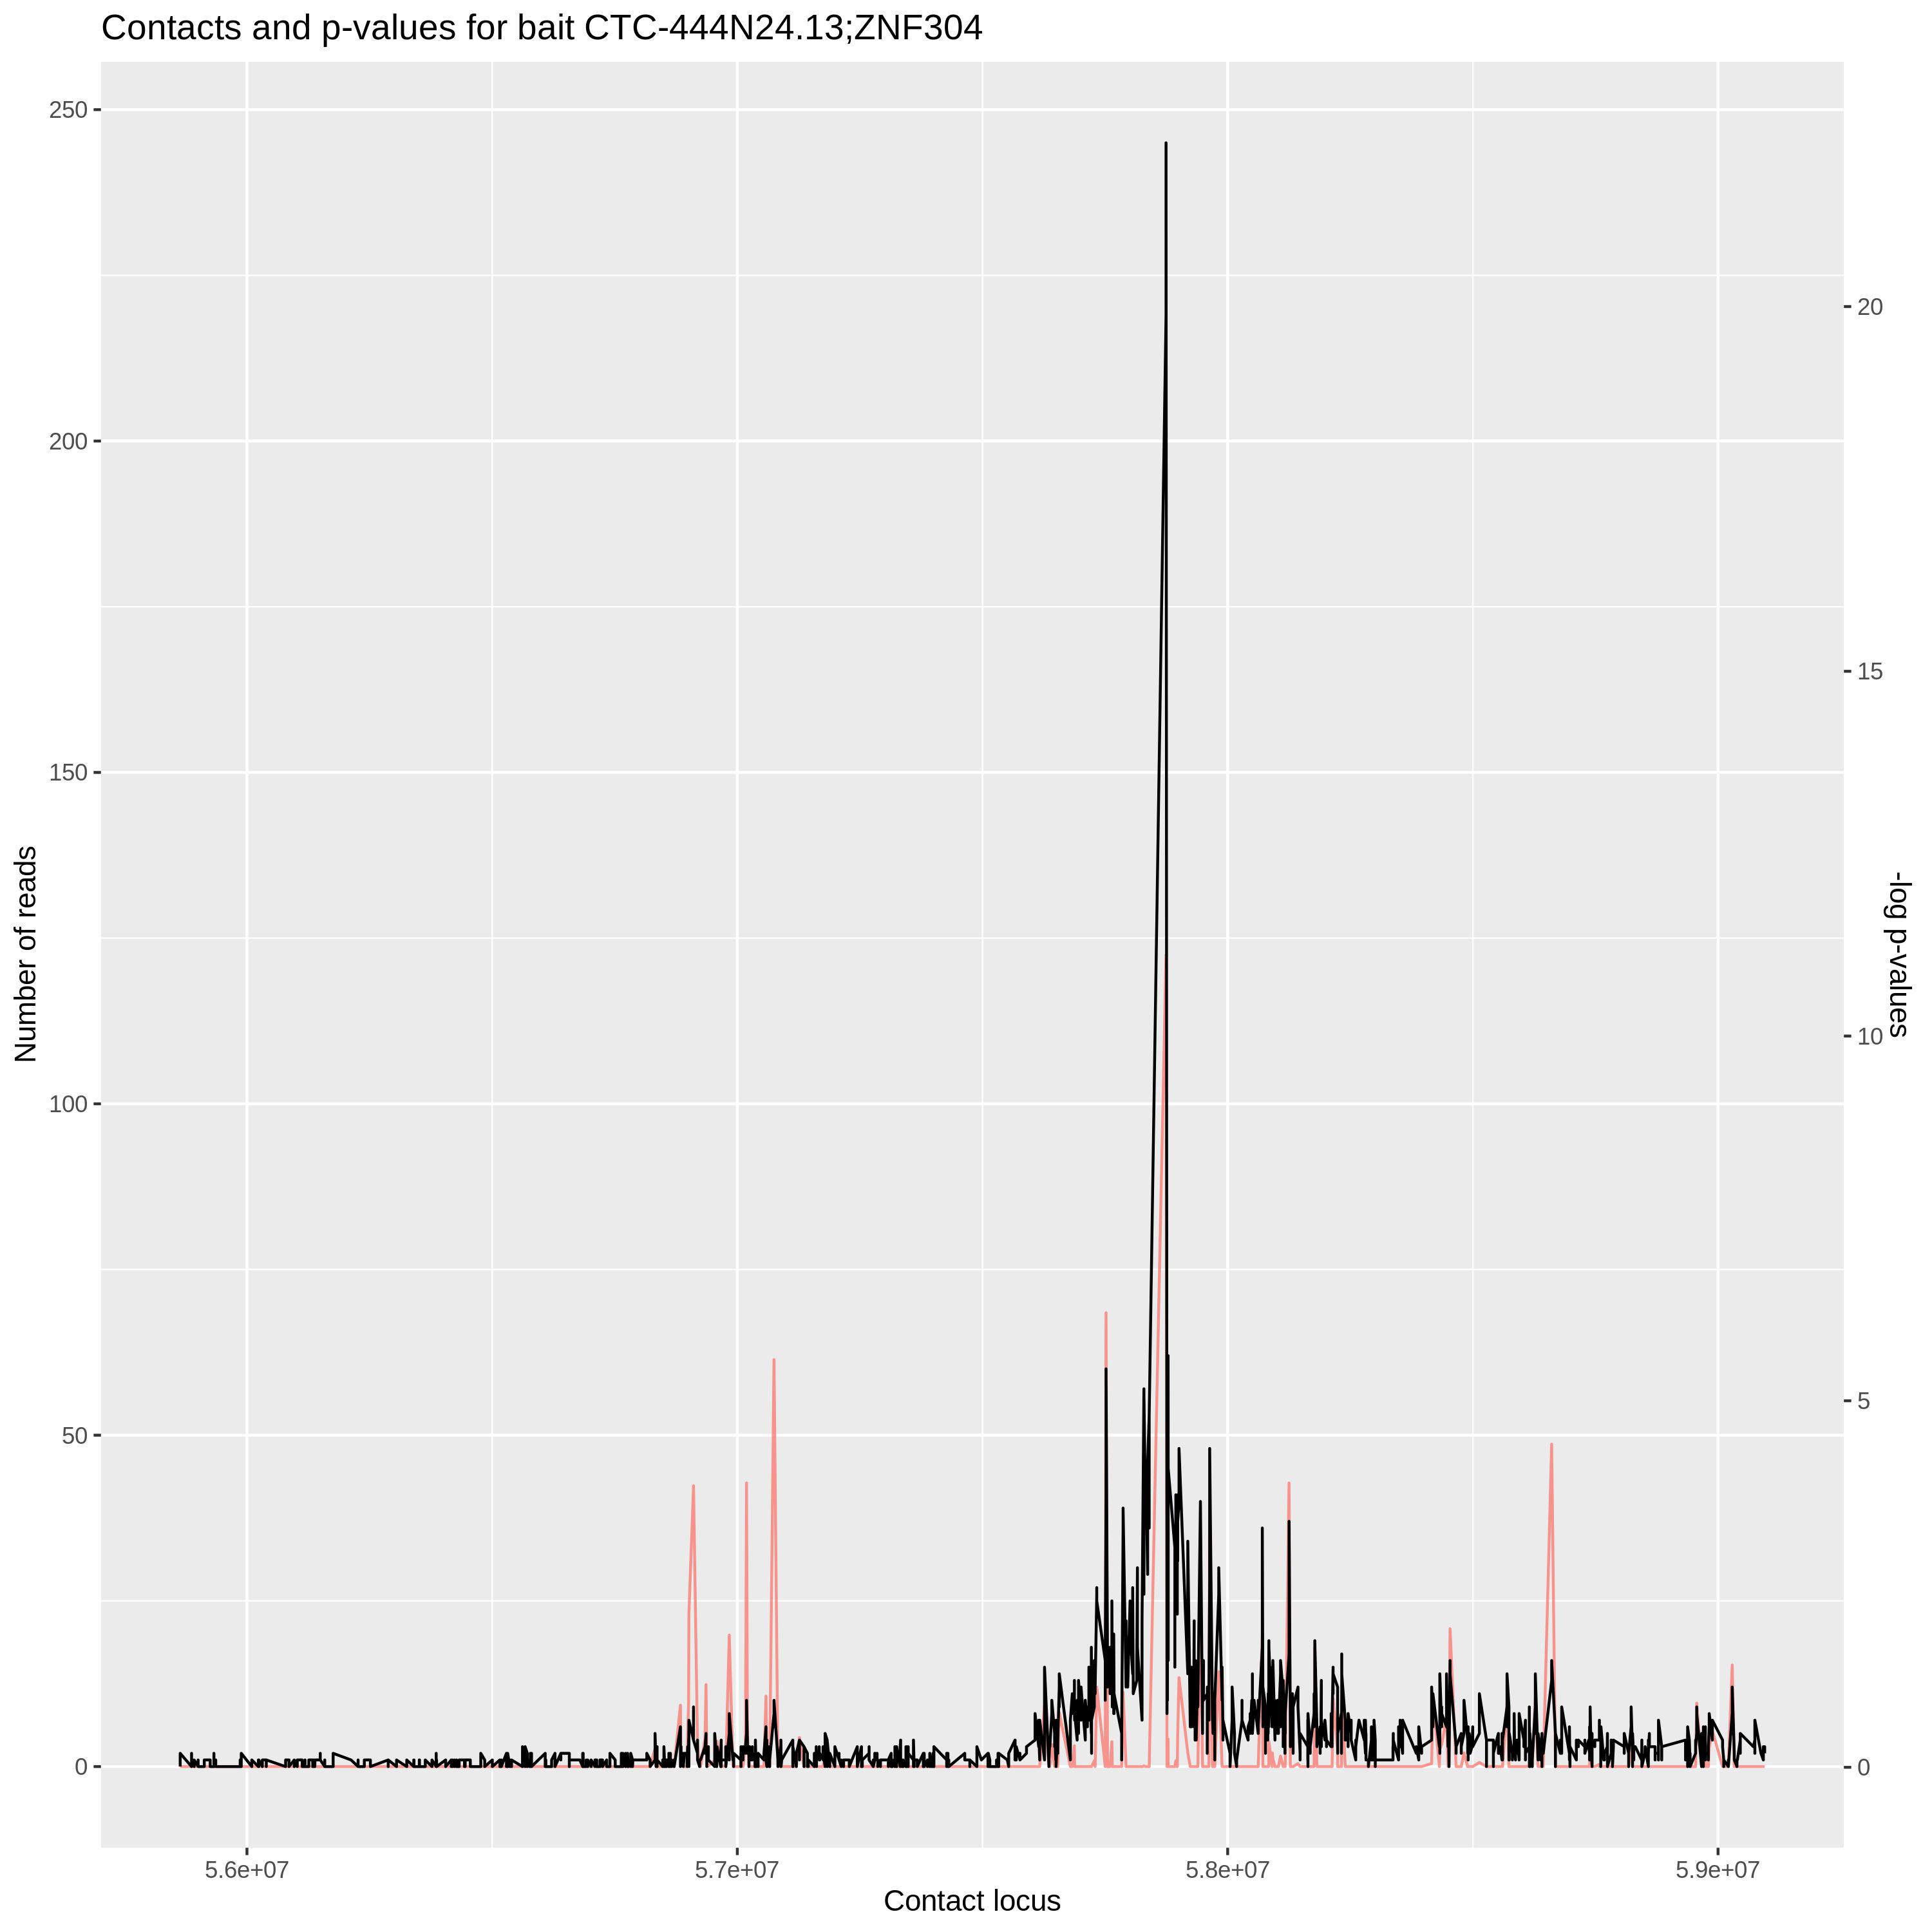 Contacts and p-values for bait CTC-444N24.13;ZNF304
250
200
150
100
50
0
Number of reads
20
15
10
5
0
-log p-values
5.6e+07 5.7e+07 5.8e+07 5.9e+07
Contact locus